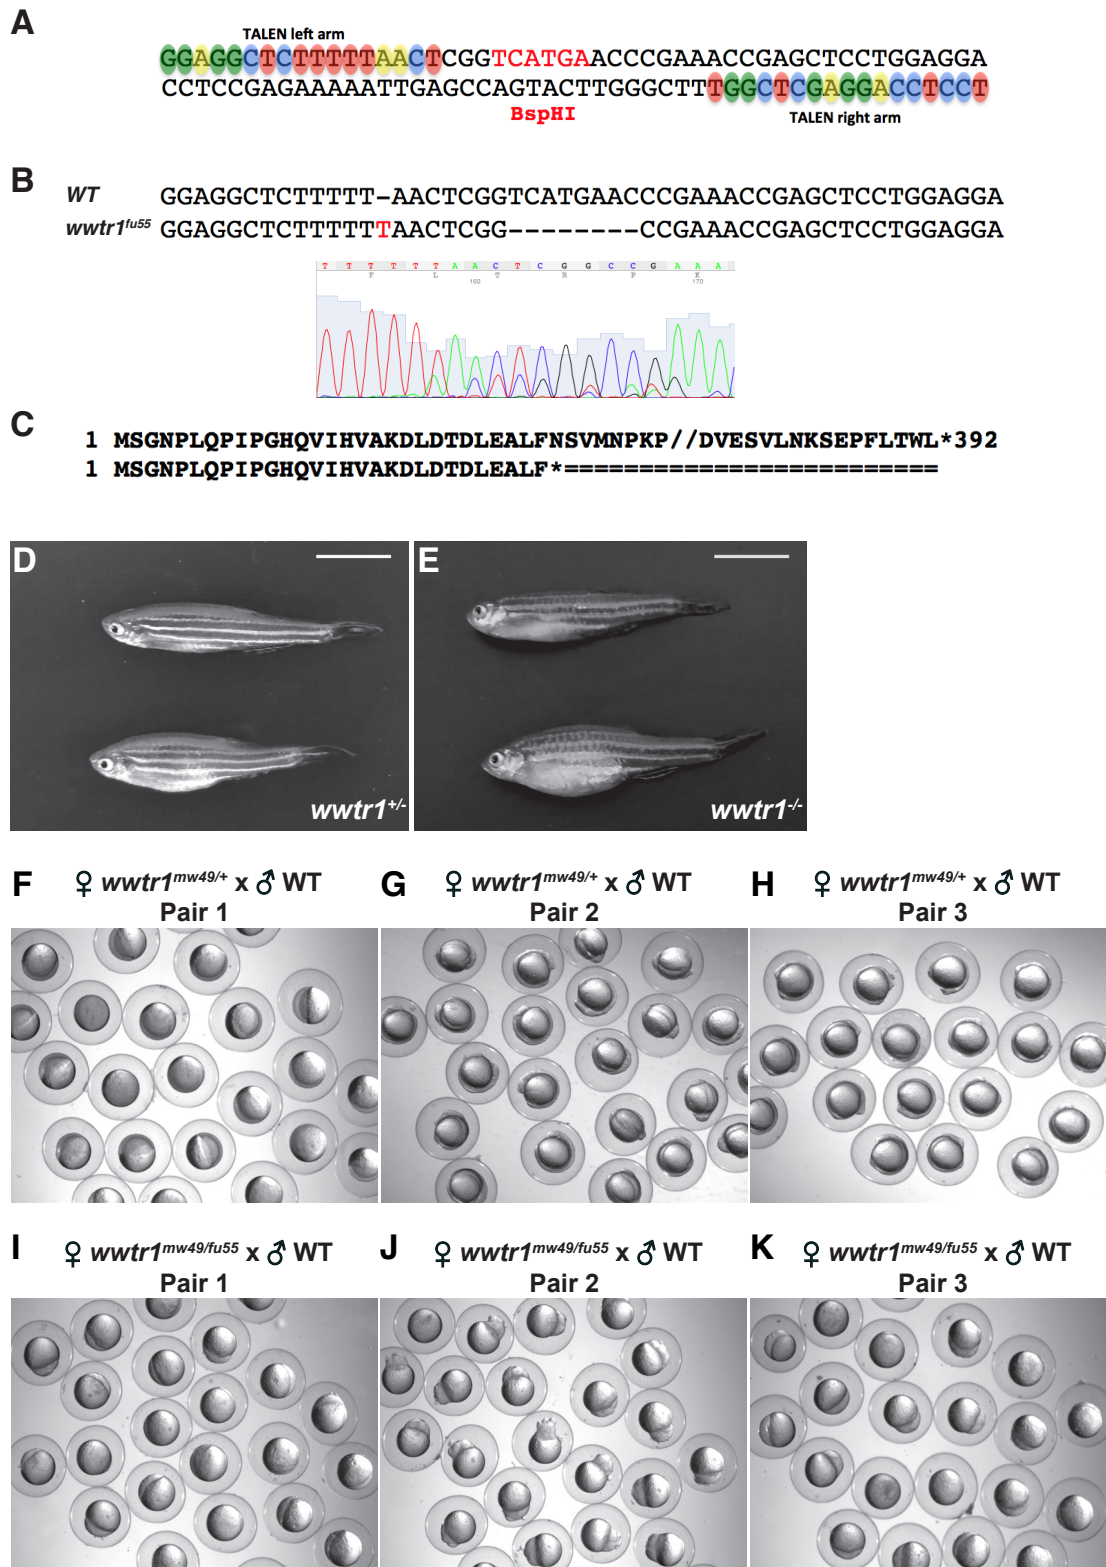 A
TALEN left arm
GGAGGCTCTTTTTAACTCGGTCATGAACCCGAAACCGAGCTCCTGGAGGA
CCTCCGAGAAAAATTGAGCCAGTACTTGGGCTTTGGCTCGAGGACCTCCT
BspHI
TALEN right arm
B
WT GGAGGCTCTTTTT-AACTCGGTCATGAACCCGAAACCGAGCTCCTGGAGGA
wwtr1fu55 GGAGGCTCTTTTTTAACTCGG--------CCGAAACCGAGCTCCTGGAGGA
T T T T T T A A C T C G G C C G A A A
F L T R P K
160 170
C
1 MSGNPLQPIPGHQVIHVAKDLDTDLEALFNSVMNPKP//DVESVLNKSEPFLTWL*392
1 MSGNPLQPIPGHQVIHVAKDLDTDLEALF*========================
D
wwtr1+/-
E
wwtr1-/-
F ♀ wwtr1mw49/+ x ♂ WT
Pair 1
G ♀ wwtr1mw49/+ x ♂ WT
Pair 2
H ♀ wwtr1mw49/+ x ♂ WT
Pair 3
I ♀ wwtr1mw49/fu55 x ♂ WT
Pair 1
J ♀ wwtr1mw49/fu55 x ♂ WT
Pair 2
K ♀ wwtr1mw49/fu55 x ♂ WT
Pair 3